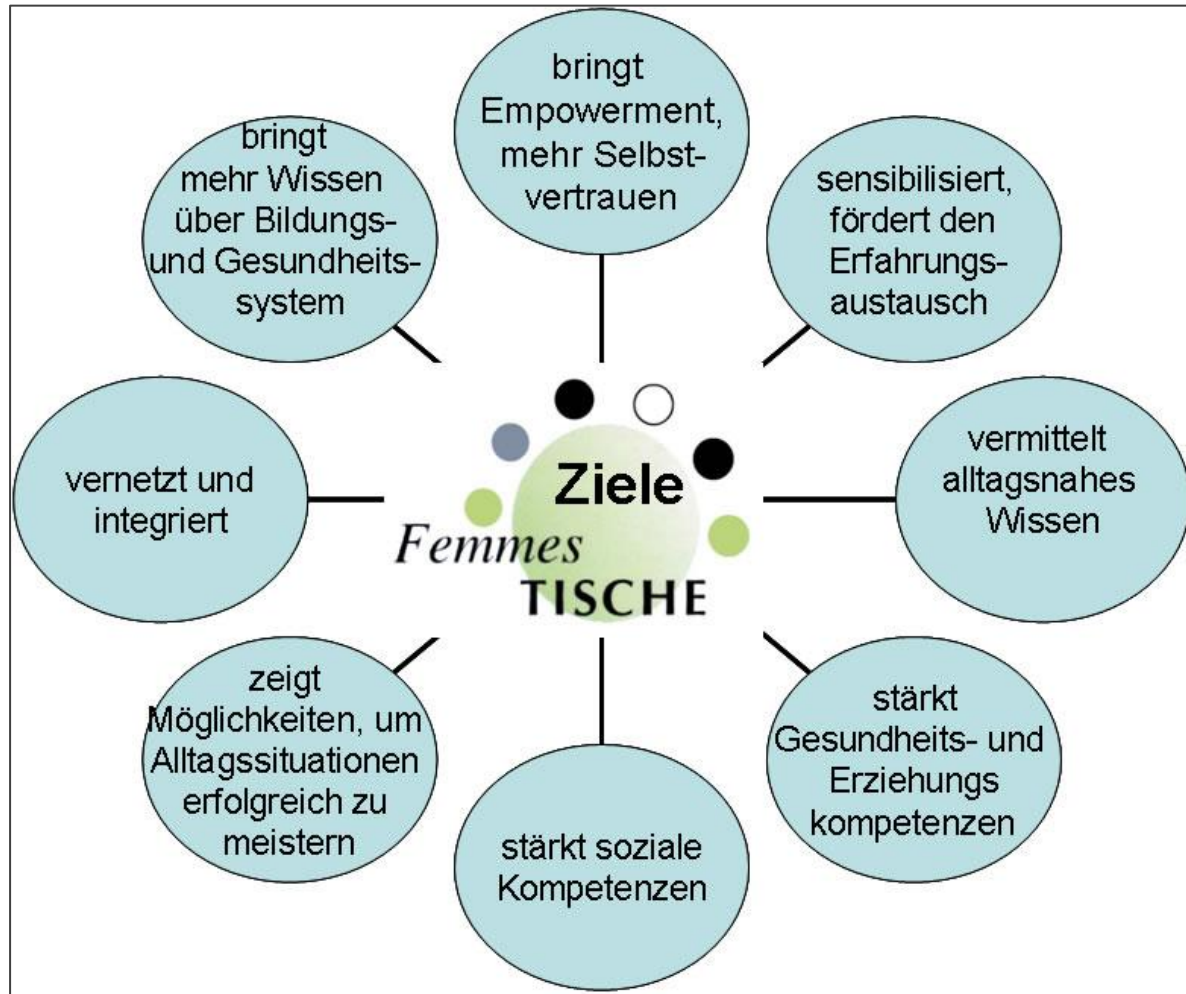 bringt
Empowerment,
mehr Selbst-
vertrauen
sensibilisiert,
fördert den
Erfahrungs-
austausch
vermittelt
alltagsnahes
Wissen
stärkt
Gesundheits- und
Erziehungs
kompetenzen
stärkt soziale
Kompetenzen
zeigt
Möglichkeiten, um
Alltagssituationen
erfolgreich zu
meistern
vernetzt und
integriert
bringt
mehr Wissen
über Bildungs-
und Gesundheits-
system
Ziele
Femmes
TISCHE